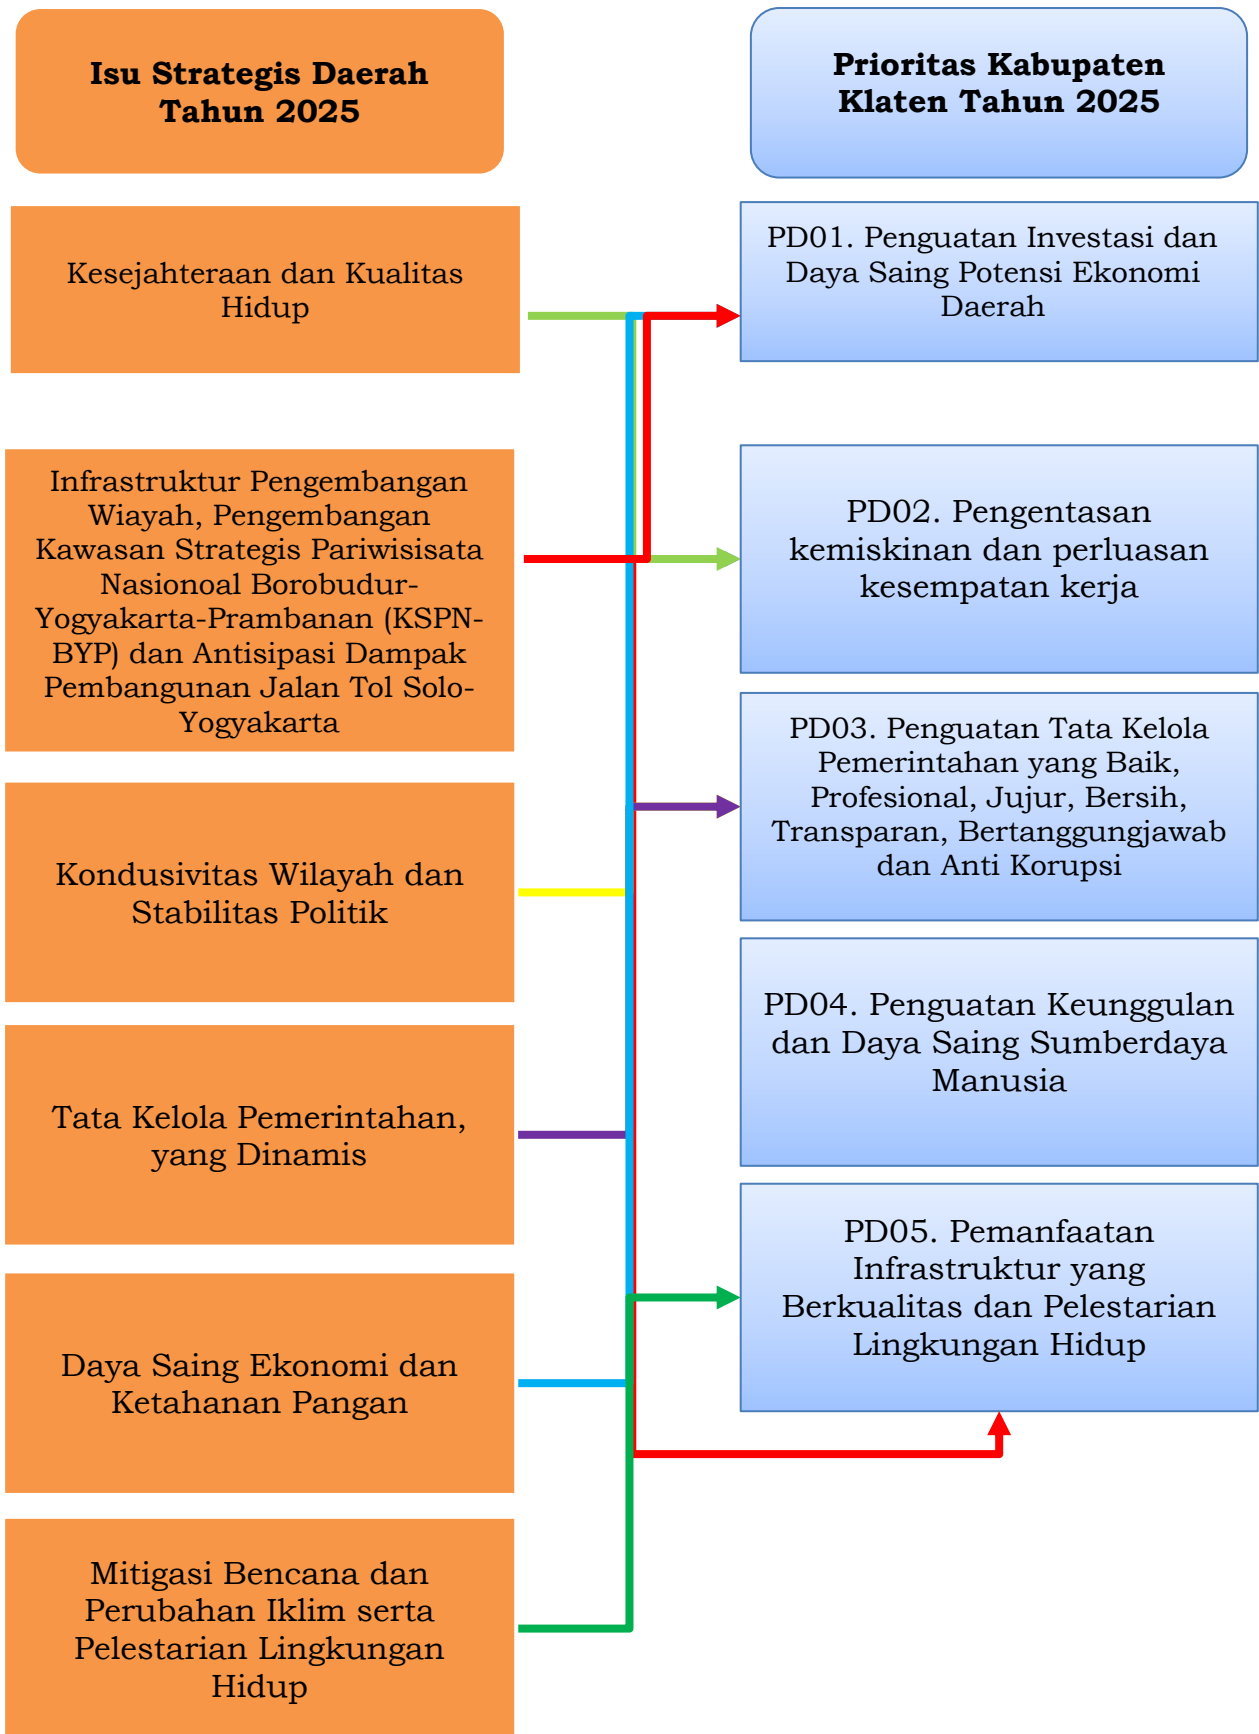 Isu Strategis Daerah
Tahun 2025
Prioritas Kabupaten
Klaten Tahun 2025
Kesejahteraan dan Kualitas
Hidup
Infrastruktur Pengembangan
Wiayah, Pengembangan
Kawasan Strategis Pariwisisata
Nasionoal Borobudur-
Yogyakarta-Prambanan (KSPN-
BYP) dan Antisipasi Dampak
Pembangunan Jalan Tol Solo-
Yogyakarta
Kondusivitas Wilayah dan
Stabilitas Politik
Tata Kelola Pemerintahan,
yang Dinamis
Daya Saing Ekonomi dan
Ketahanan Pangan
Mitigasi Bencana dan
Perubahan Iklim serta
Pelestarian Lingkungan
Hidup
PD01. Penguatan Investasi dan
Daya Saing Potensi Ekonomi
Daerah
PD02. Pengentasan
kemiskinan dan perluasan
kesempatan kerja
PD03. Penguatan Tata Kelola
Pemerintahan yang Baik,
Profesional, Jujur, Bersih,
Transparan, Bertanggungjawab
dan Anti Korupsi
PD04. Penguatan Keunggulan
dan Daya Saing Sumberdaya
Manusia
PD05. Pemanfaatan
Infrastruktur yang
Berkualitas dan Pelestarian
Lingkungan Hidup